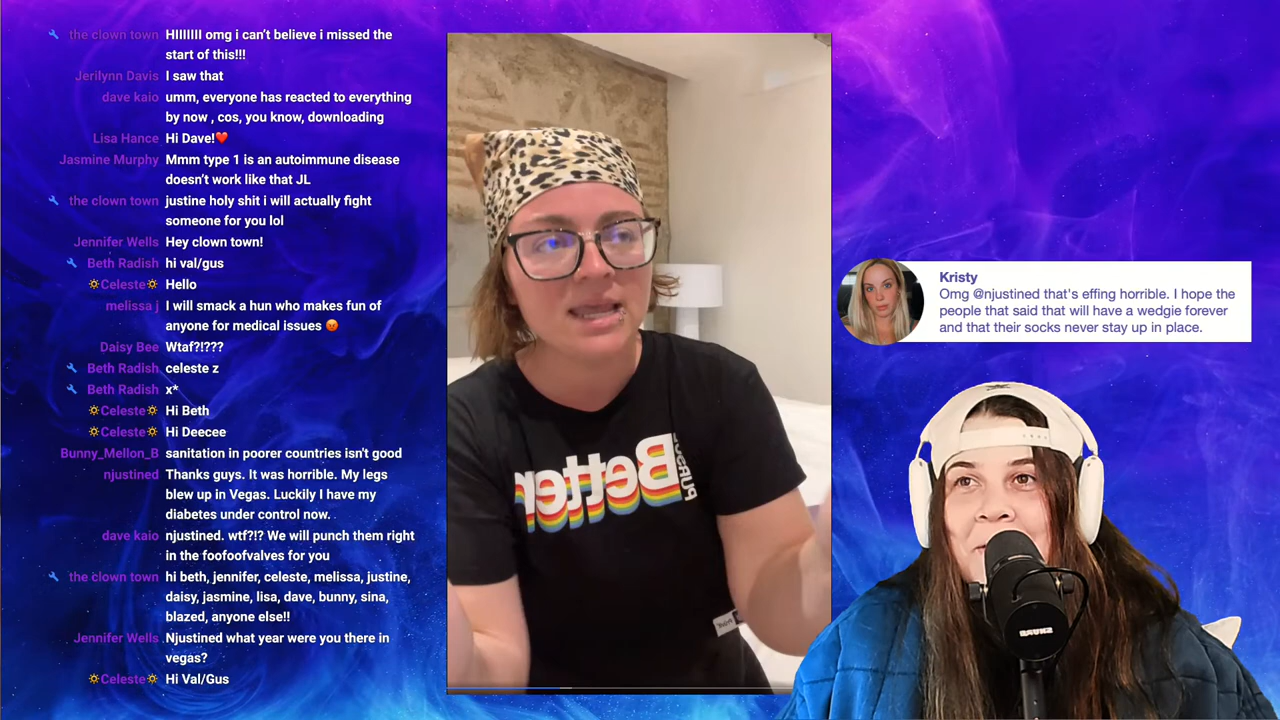 the clown town HIIIIIII omg i can't believe i missed the
start of this!!!
Jerilynn Davis I saw that
dave kaio umm, everyone has reacted to everything
by now , cos, you know, downloading
Lisa Hance Hi Dave!❤️
Jasmine Murphy Mmm type 1 is an autoimmune disease
doesn't work like that JL
the clown town justine holy shit i will actually fight
someone for you lol
Jennifer Wells Hey clown town!
Beth Radish hi val/gus
🔅Celeste🔅 Hello
melissa j I will smack a hun who makes fun of
anyone for medical issues 😡
Daisy Bee Wtaf?!???
Beth Radish celeste z
Beth Radish x*
🔅Celeste🔅 Hi Beth
🔅Celeste🔅 Hi Deecee
Bunny_Mellon_B sanitation in poorer countries isn't good
njustined Thanks guys. It was horrible. My legs
blew up in Vegas. Luckily I have my
diabetes under control now.
dave kaio njustined. wtf?!? We will punch them right
in the foofoofvalves for you
the clown town hi beth, jennifer, celeste, melissa, justine,
daisy, jasmine, lisa, dave, bunny, sina,
blazed, anyone else!!
Jennifer Wells Njustined what year were you there in
vegas?
🔅Celeste🔅 Hi Val/Gus
Better
Kristy
Omg @njustined that's effing horrible. I hope the
people that said that will have a wedgie forever
and that their socks never stay up in place.
SHURE